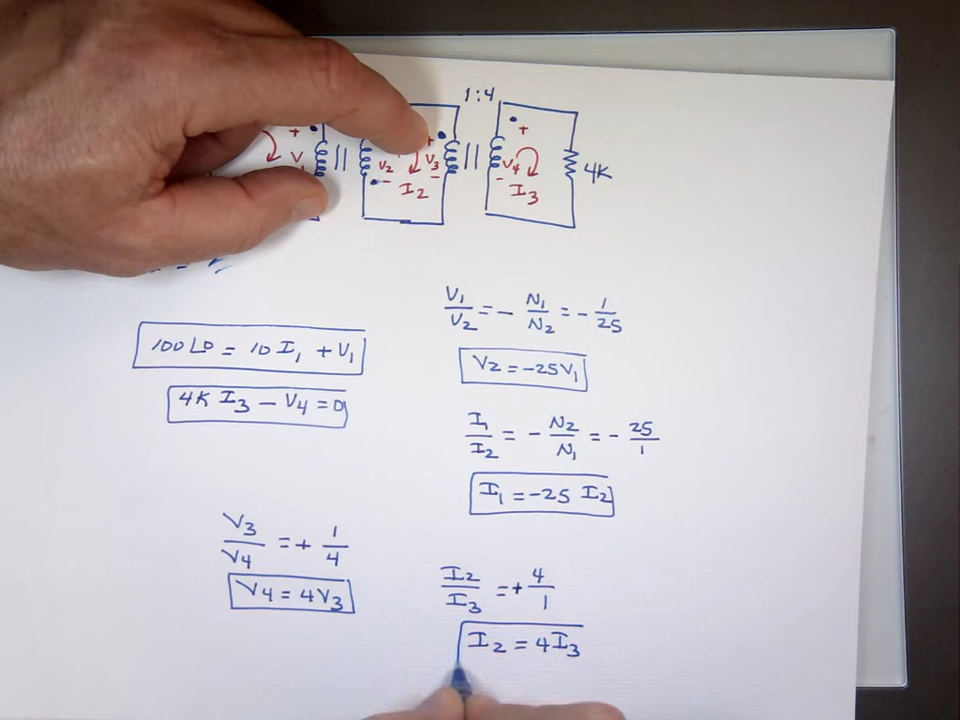 1:4
+ V
V2 - I2
+ V3 -
+ V4 - I3
4K
100∠0 = 10 I1 + V1
4K I3 - V4 = 0
V1/V2 = - N1/N2 = - 1/25
V2 = -25V1
I1/I2 = - N2/N1 = - 25/1
I1 = -25 I2
V3/V4 = + 1/4
V4 = 4V3
I2/I3 = + 4/1
I2 = 4I3